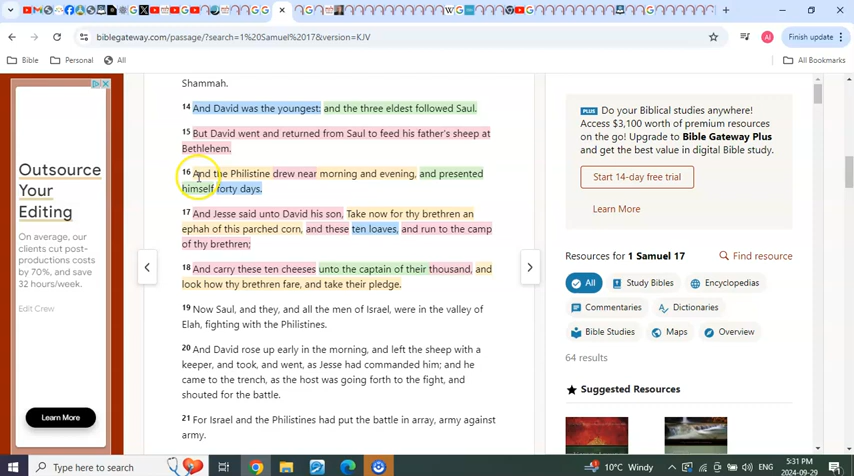 Finish update
biblegateway.com/passage/?search=1%20Samuel%2017&version=KJV
Bible
Personal
All
All Bookmarks
Shammah.
14 And David was the youngest: and the three eldest followed Saul.
15 But David went and returned from Saul to feed his father's sheep at
Bethlehem.
16 And the Philistine drew near morning and evening, and presented
himself forty days.
17 And Jesse said unto David his son, Take now for thy brethren an
ephah of this parched corn, and these ten loaves, and run to the camp
of thy brethren;
18 And carry these ten cheeses unto the captain of their thousand, and
look how thy brethren fare, and take their pledge.
19 Now Saul, and they, and all the men of Israel, were in the valley of
Elah, fighting with the Philistines.
20 And David rose up early in the morning, and left the sheep with a
keeper, and took, and went, as Jesse had commanded him; and he
came to the trench, as the host was going forth to the fight, and
shouted for the battle.
21 For Israel and the Philistines had put the battle in array, army against
army.
Outsource
Your
Editing
On average, our
clients cut post-
productions costs
by 70%, and save
32 hours/week.
Edit Crew
Learn More
PLUS Do your Biblical studies anywhere!
Access $3,100 worth of premium resources
on the go! Upgrade to Bible Gateway Plus
and get the best value in digital Bible study.
Start 14-day free trial
Learn More
Resources for 1 Samuel 17
Find resource
All
Study Bibles
Encyclopedias
Commentaries
Dictionaries
Bible Studies
Maps
Overview
64 results
Suggested Resources
Type here to search
10°C Windy
ENG
5:31 PM
2024-09-29